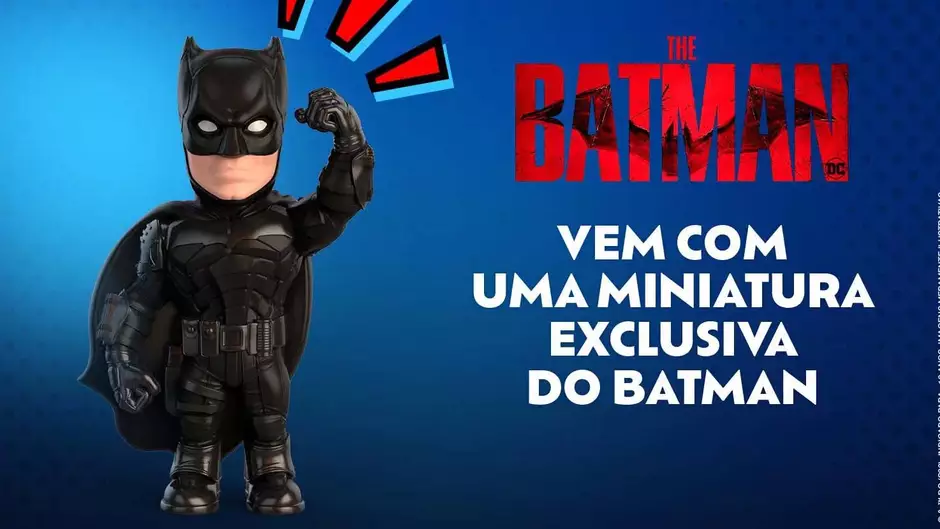 THE
BATMAN
DC
VEM COM
UMA MINIATURA
EXCLUSIVA
DO BATMAN